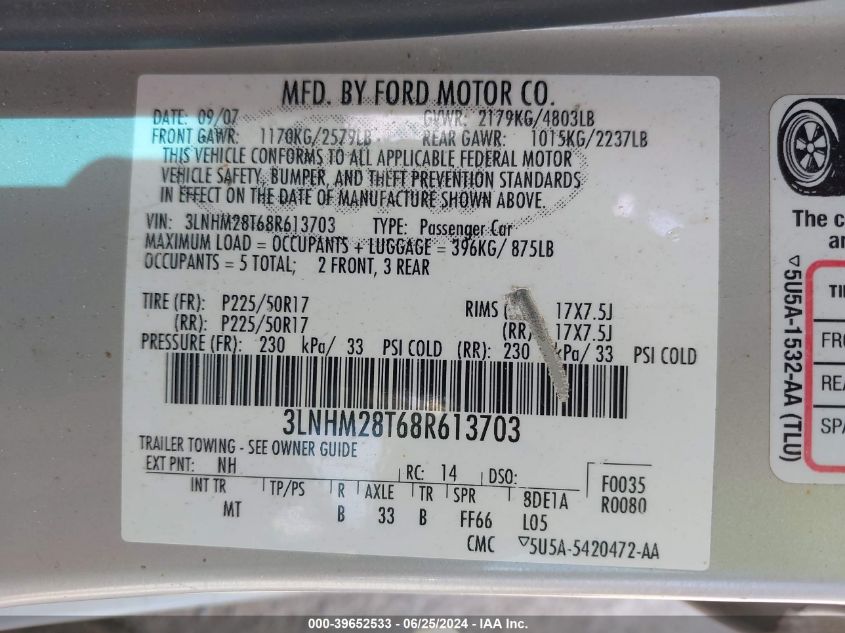 MFD. BY FORD MOTOR CO.
DATE: 09/07 GVWR: 2179KG/4803LB
FRONT GAWR: 1170KG/2579LB REAR GAWR: 1015KG/2237LB
THIS VEHICLE CONFORMS TO ALL APPLICABLE FEDERAL MOTOR
VEHICLE SAFETY, BUMPER, AND THEFT PREVENTION STANDARDS
IN EFFECT ON THE DATE OF MANUFACTURE SHOWN ABOVE.
VIN: 3LNHM28T68R613703 TYPE: Passenger Car
MAXIMUM LOAD = OCCUPANTS + LUGGAGE = 396KG/ 875LB
OCCUPANTS = 5 TOTAL; 2 FRONT, 3 REAR
TIRE (FR): P225/50R17 RIMS ( 17X7.5J
(RR): P225/50R17 (RR) 17X7.5J
PRESSURE (FR): 230 kPa/ 33 PSI COLD (RR): 230 kPa/ 33 PSI COLD
3LNHM28T68R613703
TRAILER TOWING - SEE OWNER GUIDE
EXT PNT: NH RC: 14 DSO: F0035
INT TR TP/PS R AXLE TR SPR 8DE1A R0080
MT B 33 B FF66 L05
CMC ▽5U5A-5420472-AA
The c
an
▽5U5A-1532-AA (TLU)
TI
FRO
REA
SPA
000-39652533 - 06/25/2024 - IAA Inc.